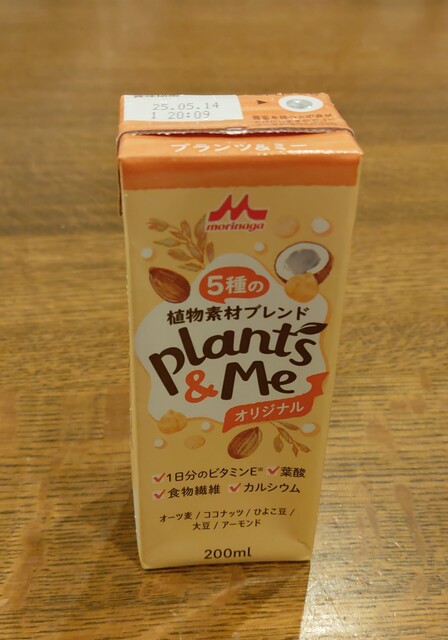 25.05.14
1 20:09
プランツ&ミー
morinaga
5種の
植物素材ブレンド
plants
& Me
オリジナル
✓1日分のビタミンE※ ✓葉酸
✓食物繊維 ✓カルシウム
オーツ麦 / ココナッツ / ひよこ豆 /
大豆 / アーモンド
200ml